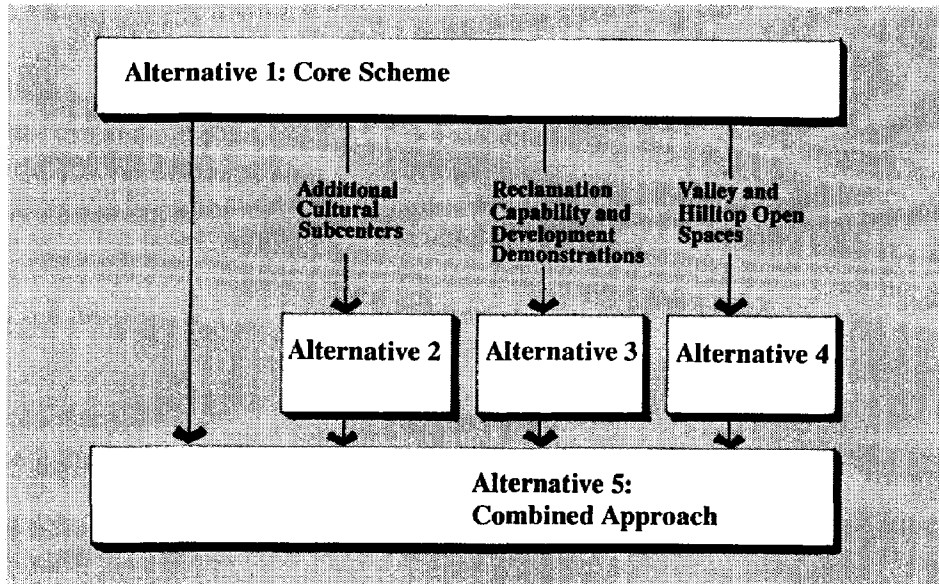 Alternative 1: Core Scheme
Additional
Cultural
Subcenters
Reclamation
Capability and
Development
Demonstrations
Valley and
Hilltop Open
Spaces
Alternative 2
Alternative 3
Alternative 4
Alternative 5:
Combined Approach